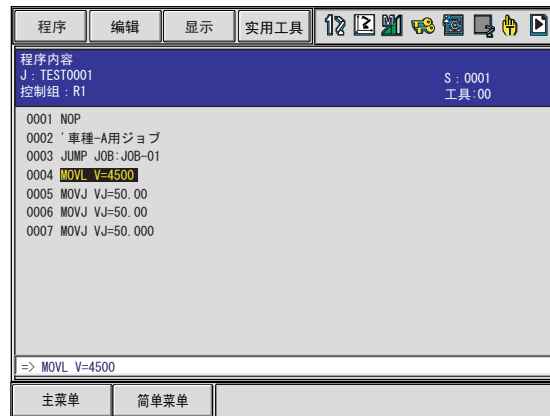 程序 编辑 显示 实用工具
程序内容
J：TEST0001 S：0001
控制组：R1 工具:00
0001 NOP
0002 '車種-A用ジョブ
0003 JUMP JOB:JOB-01
0004 MOVL V=4500
0005 MOVJ VJ=50.00
0006 MOVJ VJ=50.00
0007 MOVJ VJ=50.000
=> MOVL V=4500
主菜单 简单菜单